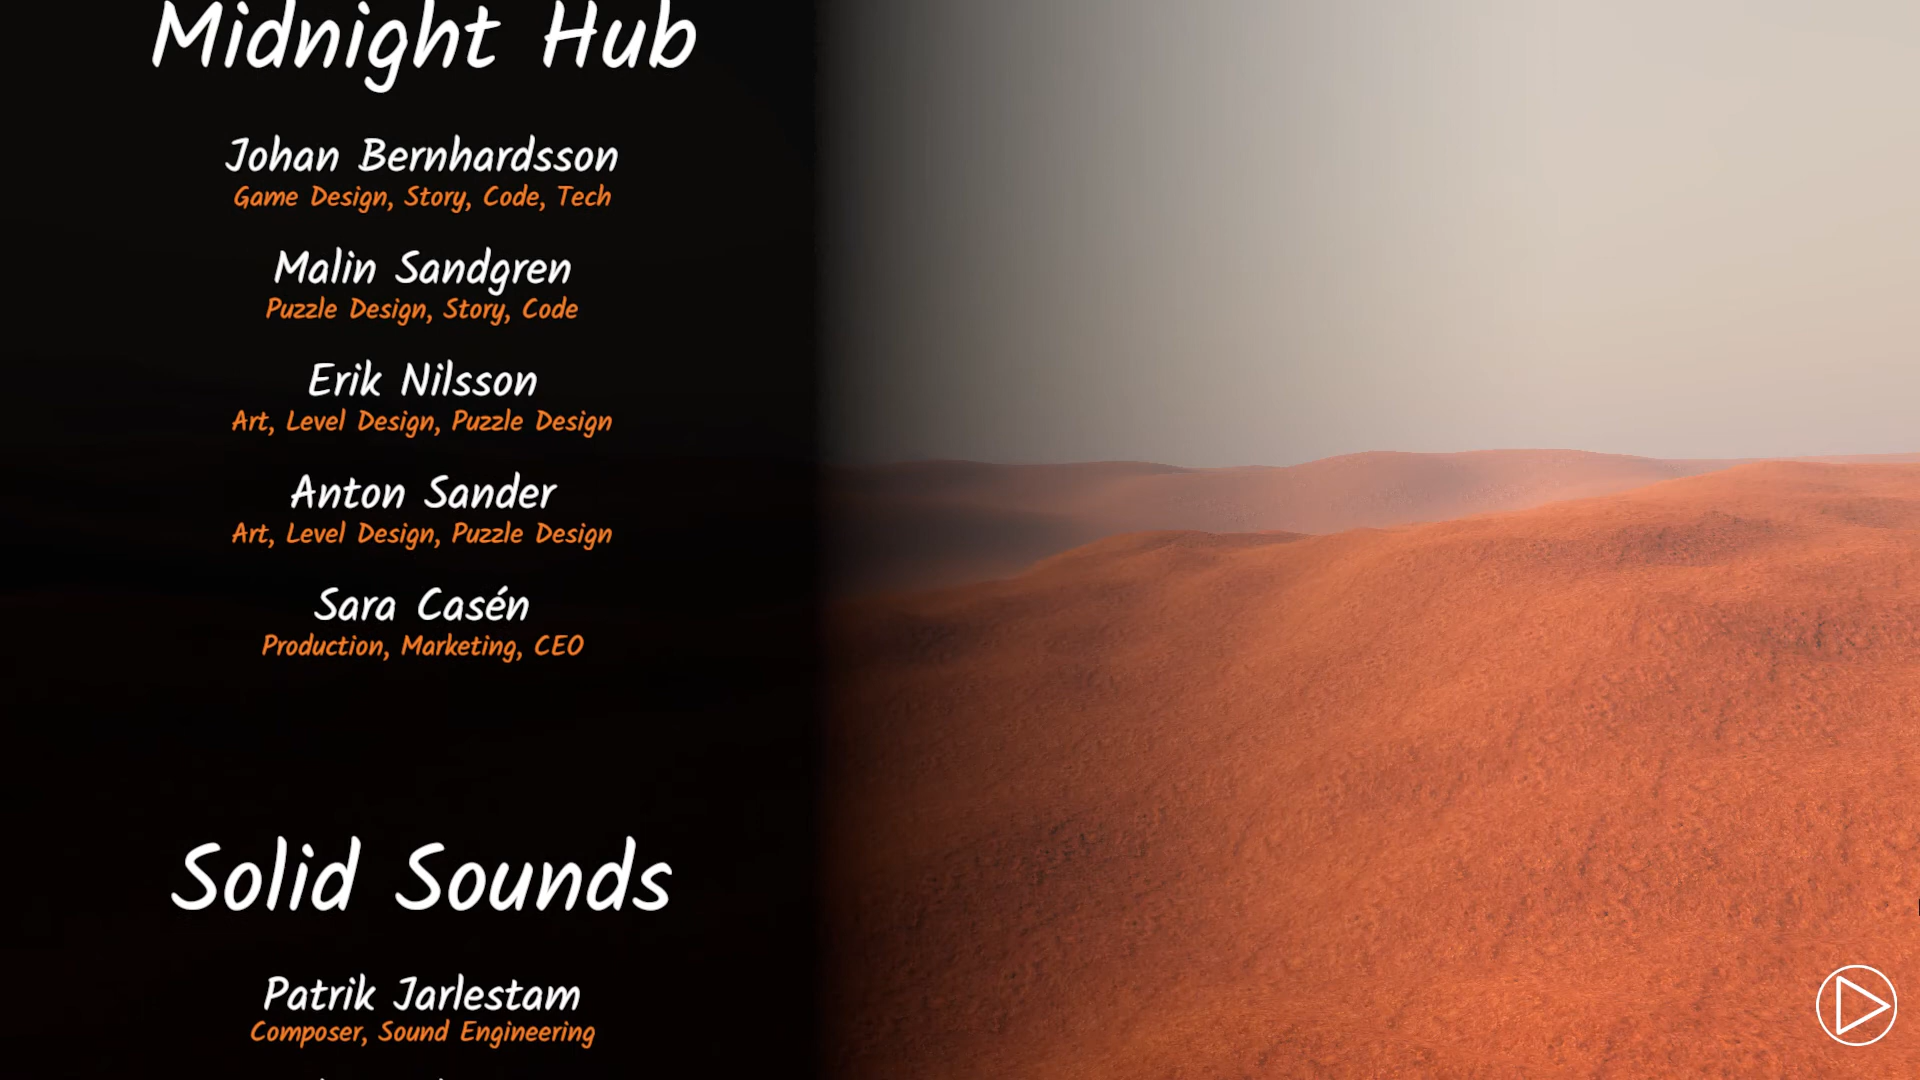 Midnight Hub
Johan Bernhardsson
Game Design, Story, Code, Tech
Malin Sandgren
Puzzle Design, Story, Code
Erik Nilsson
Art, Level Design, Puzzle Design
Anton Sander
Art, Level Design, Puzzle Design
Sara Casén
Production, Marketing, CEO
Solid Sounds
Patrik Jarlestam
Composer, Sound Engineering